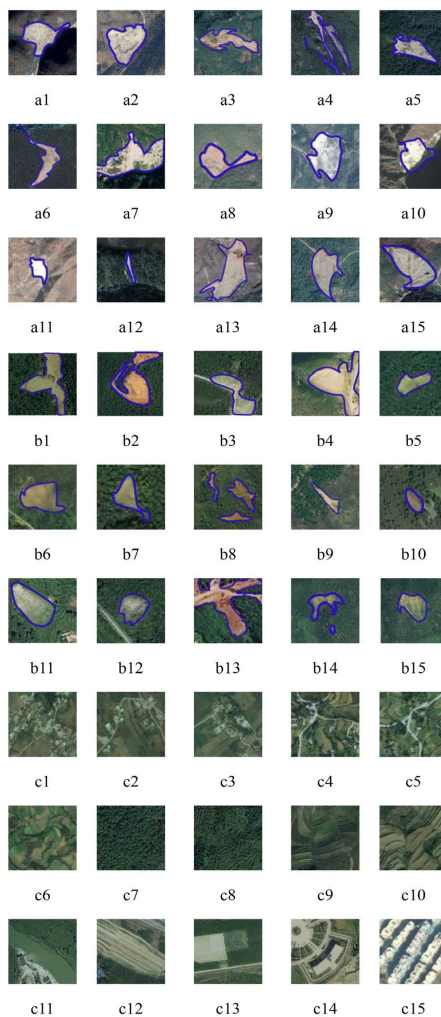 a1 a2 a3 a4 a5
a6 a7 a8 a9 a10
a11 a12 a13 a14 a15
b1 b2 b3 b4 b5
b6 b7 b8 b9 b10
b11 b12 b13 b14 b15
c1 c2 c3 c4 c5
c6 c7 c8 c9 c10
c11 c12 c13 c14 c15